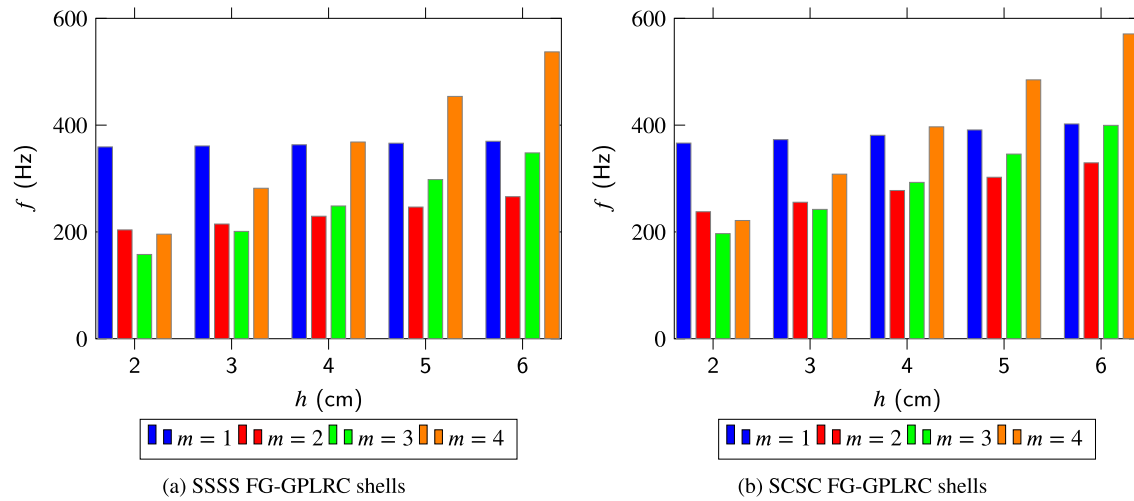 600
400
200
0
f (Hz)
2 3 4 5 6
h (cm)
m = 1 m = 2 m = 3 m = 4
(a) SSSS FG-GPLRC shells
600
400
200
0
f (Hz)
2 3 4 5 6
h (cm)
m = 1 m = 2 m = 3 m = 4
(b) SCSC FG-GPLRC shells